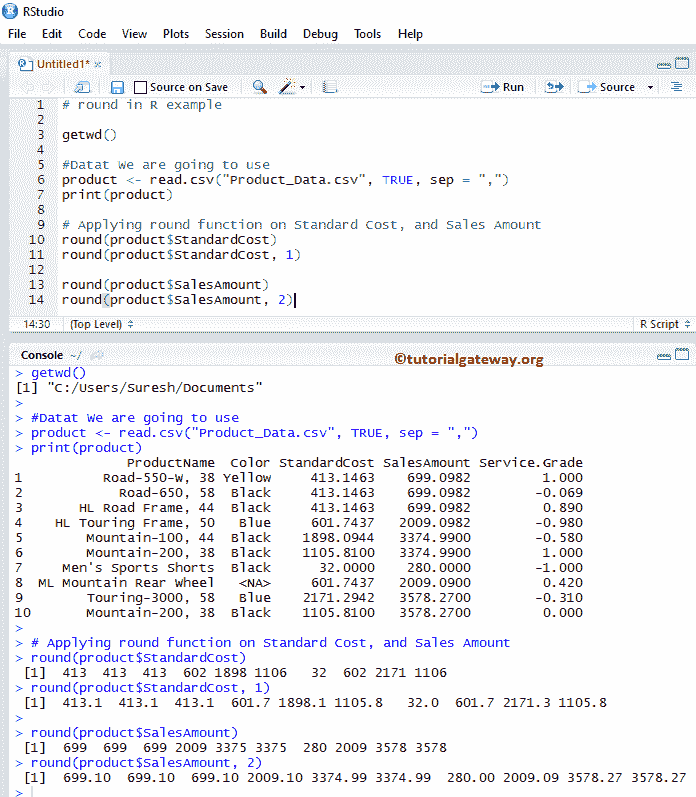 RStudio
File Edit Code View Plots Session Build Debug Tools Help
Untitled1* ×
Source on Save Run Source
1 # round in R example
2
3 getwd()
4
5 #Datat We are going to use
6 product <- read.csv("Product_Data.csv", TRUE, sep = ",")
7 print(product)
8
9 # Applying round function on Standard Cost, and Sales Amount
10 round(product$StandardCost)
11 round(product$StandardCost, 1)
12
13 round(product$SalesAmount)
14 round(product$SalesAmount, 2)
14:30 (Top Level) R Script
Console ~/ ©tutorialgateway.org
> getwd()
[1] "C:/Users/Suresh/Documents"
>
> #Datat We are going to use
> product <- read.csv("Product_Data.csv", TRUE, sep = ",")
> print(product)
ProductName Color StandardCost SalesAmount Service.Grade
1 Road-550-W, 38 Yellow 413.1463 699.0982 1.000
2 Road-650, 58 Black 413.1463 699.0982 -0.069
3 HL Road Frame, 44 Black 413.1463 699.0982 0.890
4 HL Touring Frame, 50 Blue 601.7437 2009.0982 -0.980
5 Mountain-100, 44 Black 1898.0944 3374.9900 -0.580
6 Mountain-200, 38 Black 1105.8100 3374.9900 1.000
7 Men's Sports Shorts Black 32.0000 280.0000 -1.000
8 ML Mountain Rear Wheel <NA> 601.7437 2009.0900 0.420
9 Touring-3000, 58 Blue 2171.2942 3578.2700 -0.310
10 Mountain-200, 38 Black 1105.8100 3578.2700 0.000
>
> # Applying round function on Standard Cost, and Sales Amount
> round(product$StandardCost)
[1] 413 413 413 602 1898 1106 32 602 2171 1106
> round(product$StandardCost, 1)
[1] 413.1 413.1 413.1 601.7 1898.1 1105.8 32.0 601.7 2171.3 1105.8
>
> round(product$SalesAmount)
[1] 699 699 699 2009 3375 3375 280 2009 3578 3578
> round(product$SalesAmount, 2)
[1] 699.10 699.10 699.10 2009.10 3374.99 3374.99 280.00 2009.09 3578.27 3578.27
>